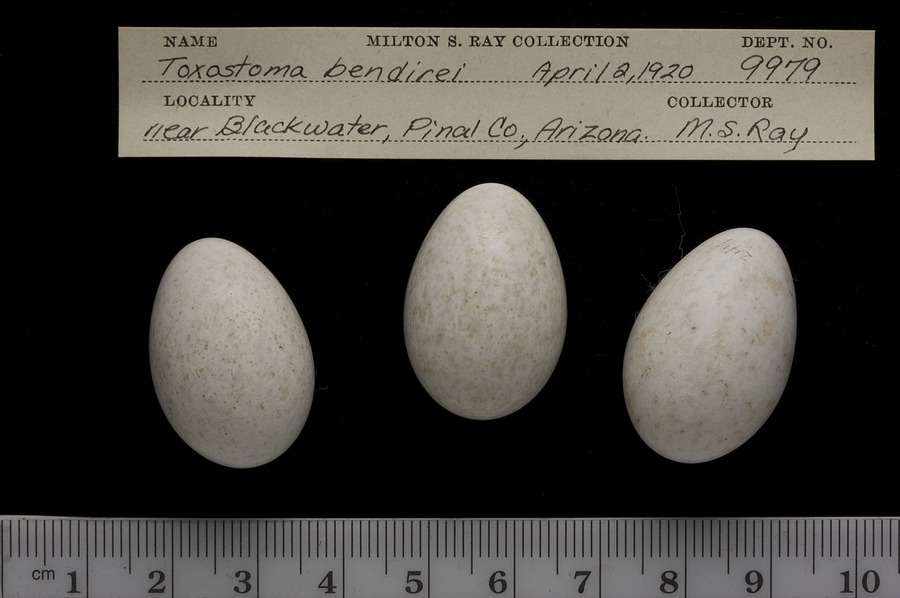 NAME MILTON S. RAY COLLECTION DEPT. NO.
Toxostoma bendirei April 2, 1920 9979
LOCALITY COLLECTOR
near Blackwater, Pinal Co., Arizona. M.S. Ray
cm 1 2 3 4 5 6 7 8 9 10